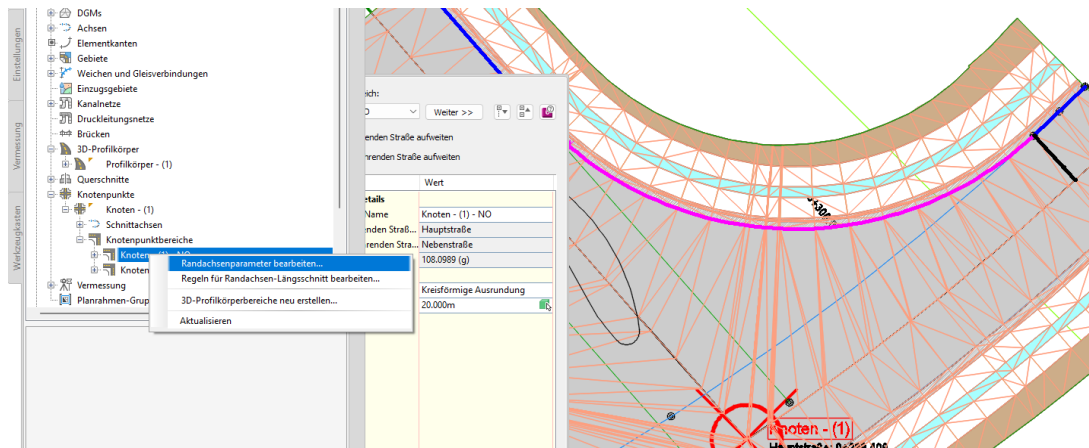 Einstellungen
Vermessung
Werkzeugkasten
DGMs
Achsen
Elementkanten
Gebiete
Weichen und Gleisverbindungen
Einzugsgebiete
Kanalnetze
Druckleitungsnetze
Brücken
3D-Profilkörper
Profilkörper - (1)
Querschnitte
Knotenpunkte
Knoten - (1)
Schnittachsen
Knotenpunktbereiche
Knoten
Knoten
Vermessung
Planrahmen-Grup
Randachsenparameter bearbeiten...
Regeln für Randachsen-Längsschnitt bearbeiten...
3D-Profilkörperbereiche neu erstellen...
Aktualisieren
eich:
Weiter >>
enden Straße aufweiten
hrenden Straße aufweiten
Wert
etails
Name Knoten - (1) - NO
nden Straß... Hauptstraße
renden Stra... Nebenstraße
108.0989 (g)
Kreisförmige Ausrundung
20.000m
Knoten - (1)